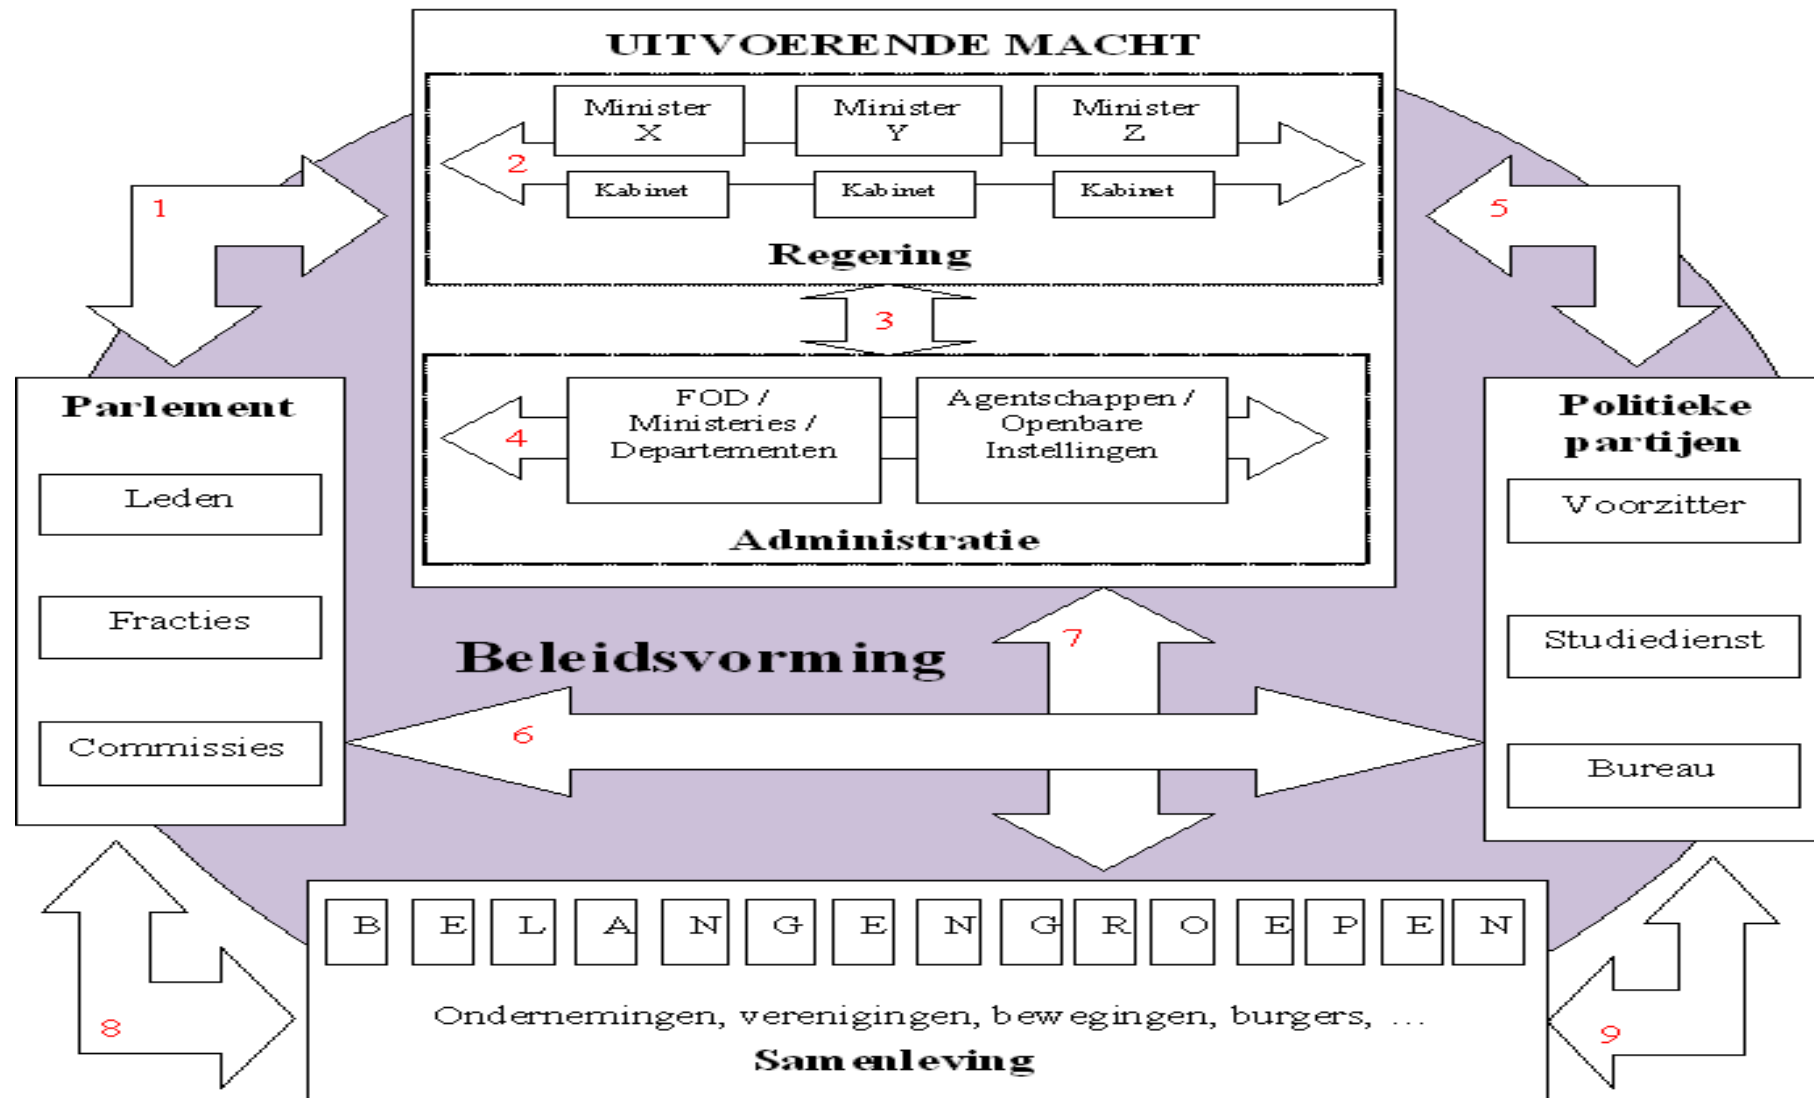 UITVOERENDE MACHT
Minister
X
Minister
Y
Minister
Z
2
Kabinet
Kabinet
Kabinet
Regering
1
5
3
Parlement
Leden
Fracties
Commissies
4
FOD /
Ministeries /
Departementen
Agentschappen /
Openbare
Instellingen
Administratie
Politieke
partijen
Voorzitter
Studiedienst
Bureau
7
Beleidsvorming
6
B E L A N G E N G R O E P E N
Ondernemingen, verenigingen, bewegingen, burgers, ...
Samenleving
8
9